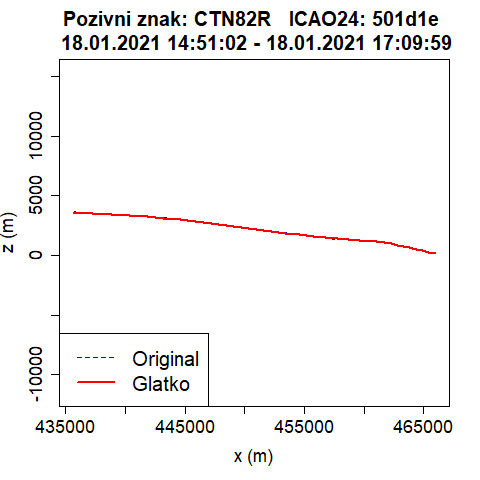 Pozivni znak: CTN82R   ICAO24: 501d1e
18.01.2021 14:51:02 - 18.01.2021 17:09:59
z (m)
10000
5000
0
-10000
Original
Glatko
435000
445000
455000
465000
x (m)